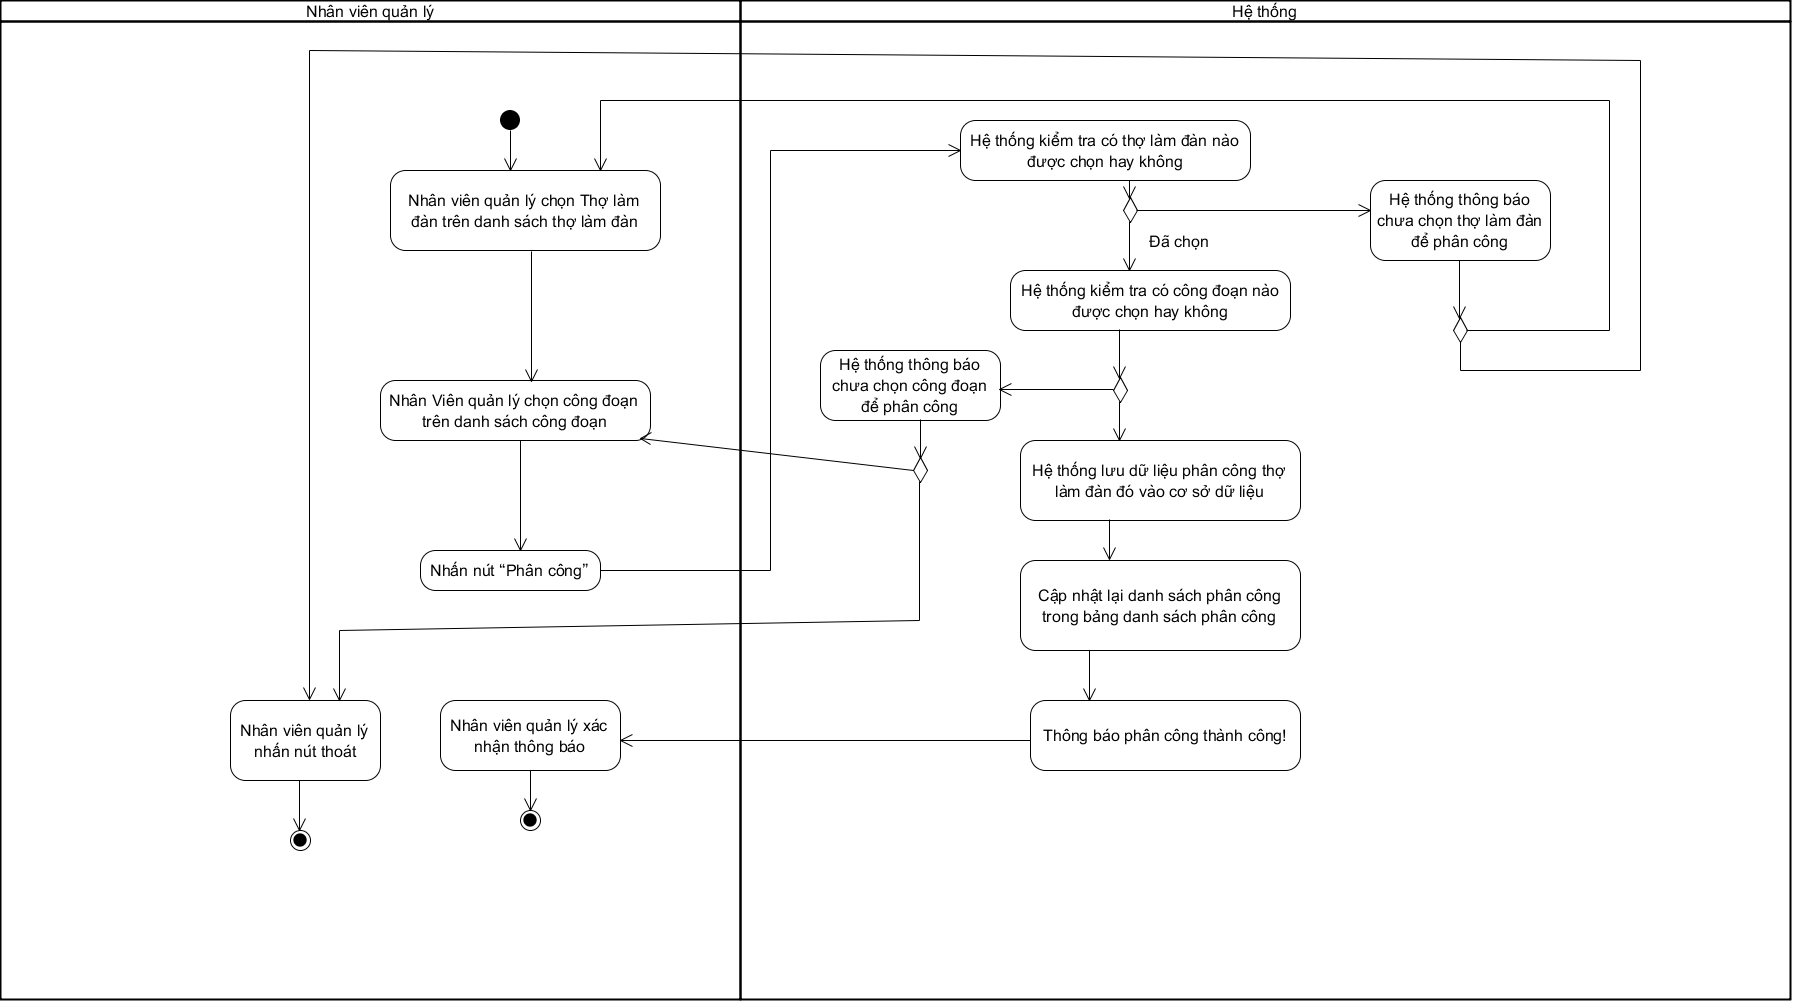 Nhân viên quản lý
Hệ thống
Nhân viên quản lý chọn Thợ làm
đàn trên danh sách thợ làm đàn
Nhân Viên quản lý chọn công đoạn
trên danh sách công đoạn
Nhấn nút “Phân công”
Nhân viên quản lý
nhấn nút thoát
Nhân viên quản lý xác
nhận thông báo
Hệ thống kiểm tra có thợ làm đàn nào
được chọn hay không
Hệ thống thông báo
chưa chọn thợ làm đàn
để phân công
Đã chọn
Hệ thống kiểm tra có công đoạn nào
được chọn hay không
Hệ thống thông báo
chưa chọn công đoạn
để phân công
Hệ thống lưu dữ liệu phân công thợ
làm đàn đó vào cơ sở dữ liệu
Cập nhật lại danh sách phân công
trong bảng danh sách phân công
Thông báo phân công thành công!